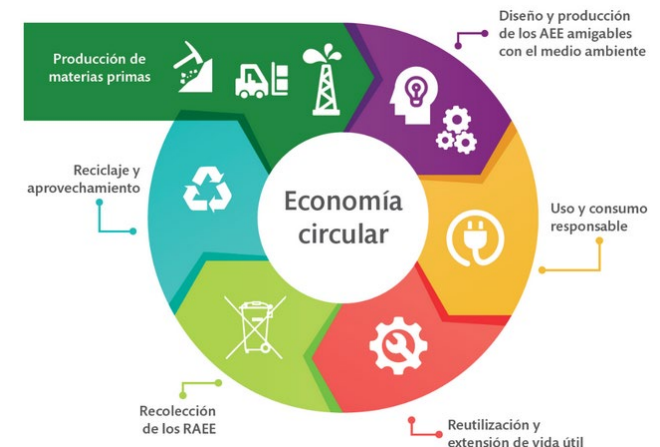 Producción de
materias primas
Diseño y producción
de los AEE amigables
con el medio ambiente
Uso y consumo
responsable
Reutilización y
extensión de vida útil
Recolección
de los RAEE
Reciclaje y
aprovechamiento
Economía
circular